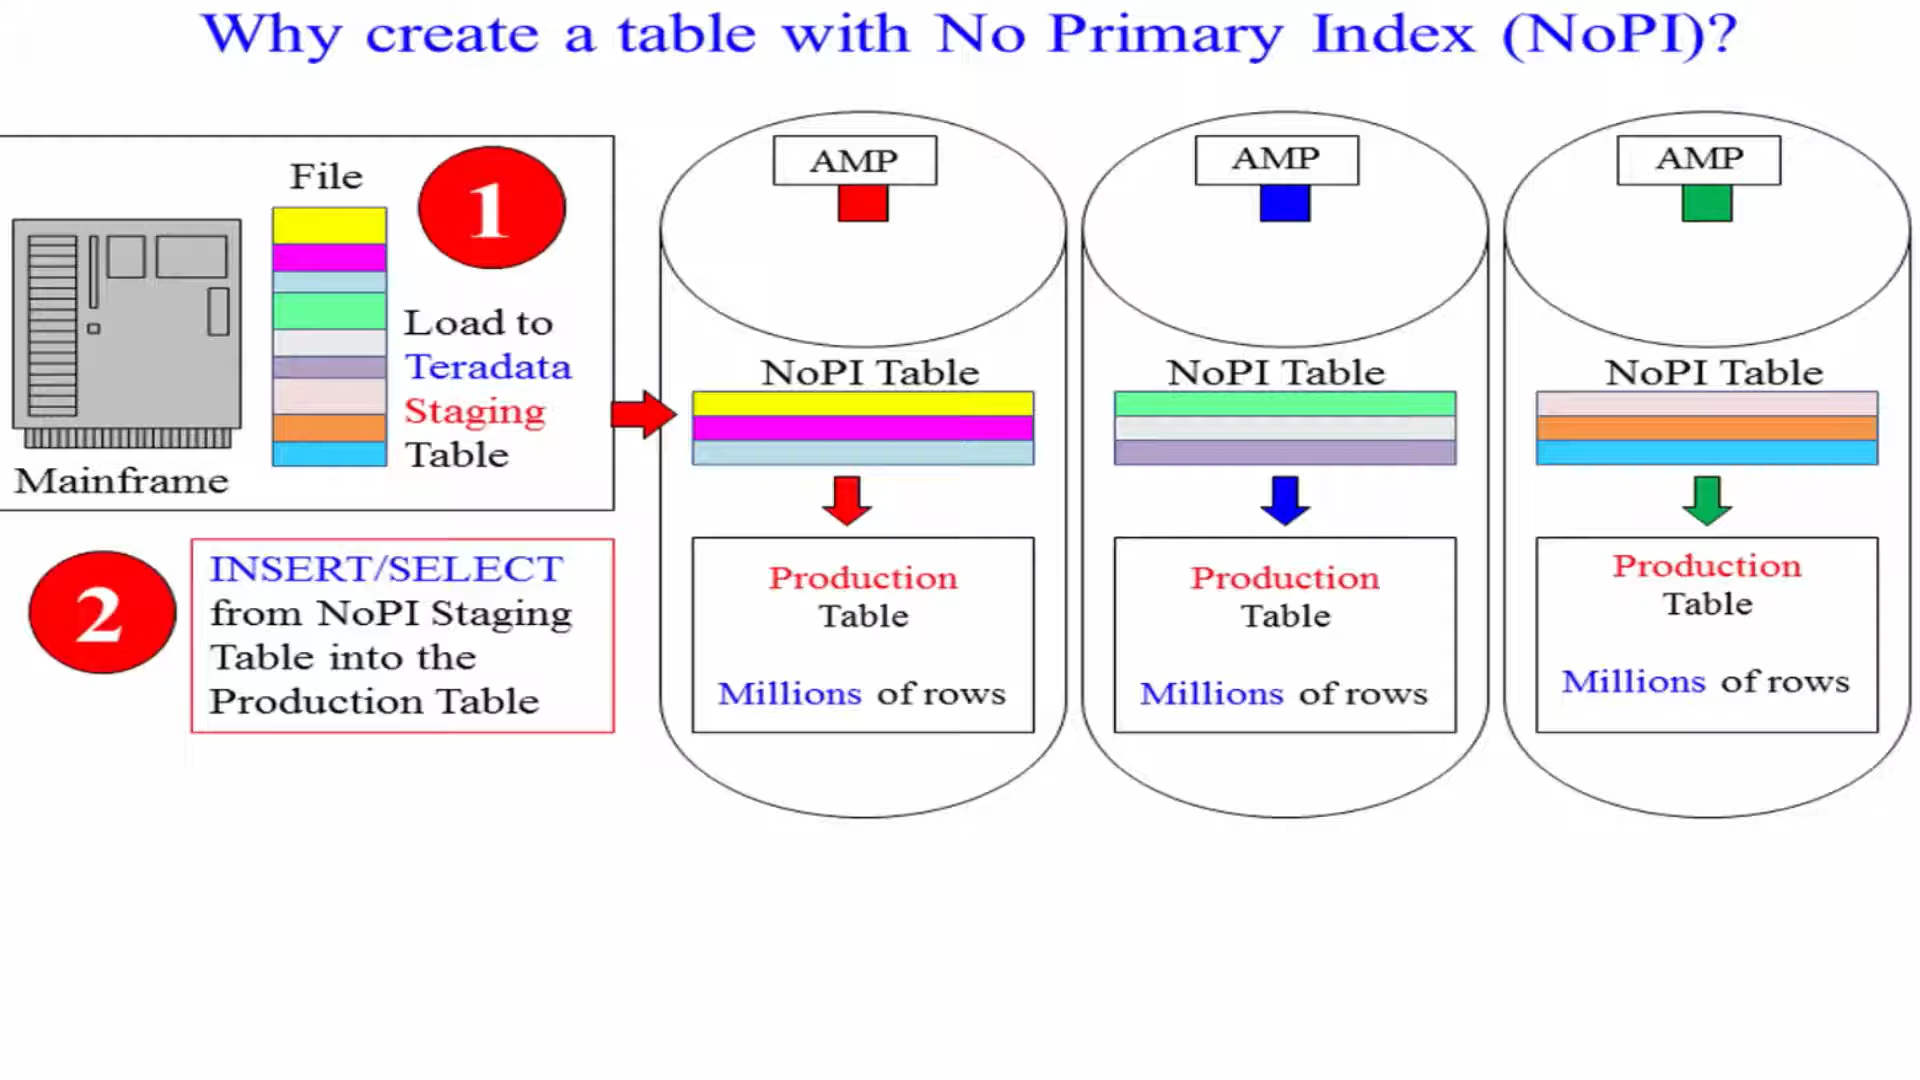 Why create a table with No Primary Index (NoPI)?
File
1
Load to
Teradata
Staging
Table
Mainframe
2
INSERT/SELECT
from NoPI Staging
Table into the
Production Table
AMP
NoPI Table
Production
Table
Millions of rows
AMP
NoPI Table
Production
Table
Millions of rows
AMP
NoPI Table
Production
Table
Millions of rows